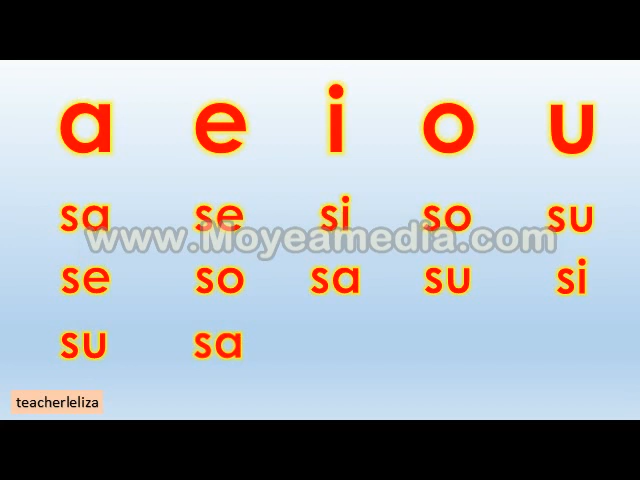 a e i o u
sa se si so su
www.Moyeamedia.com
se so sa su si
su sa
teacherleliza